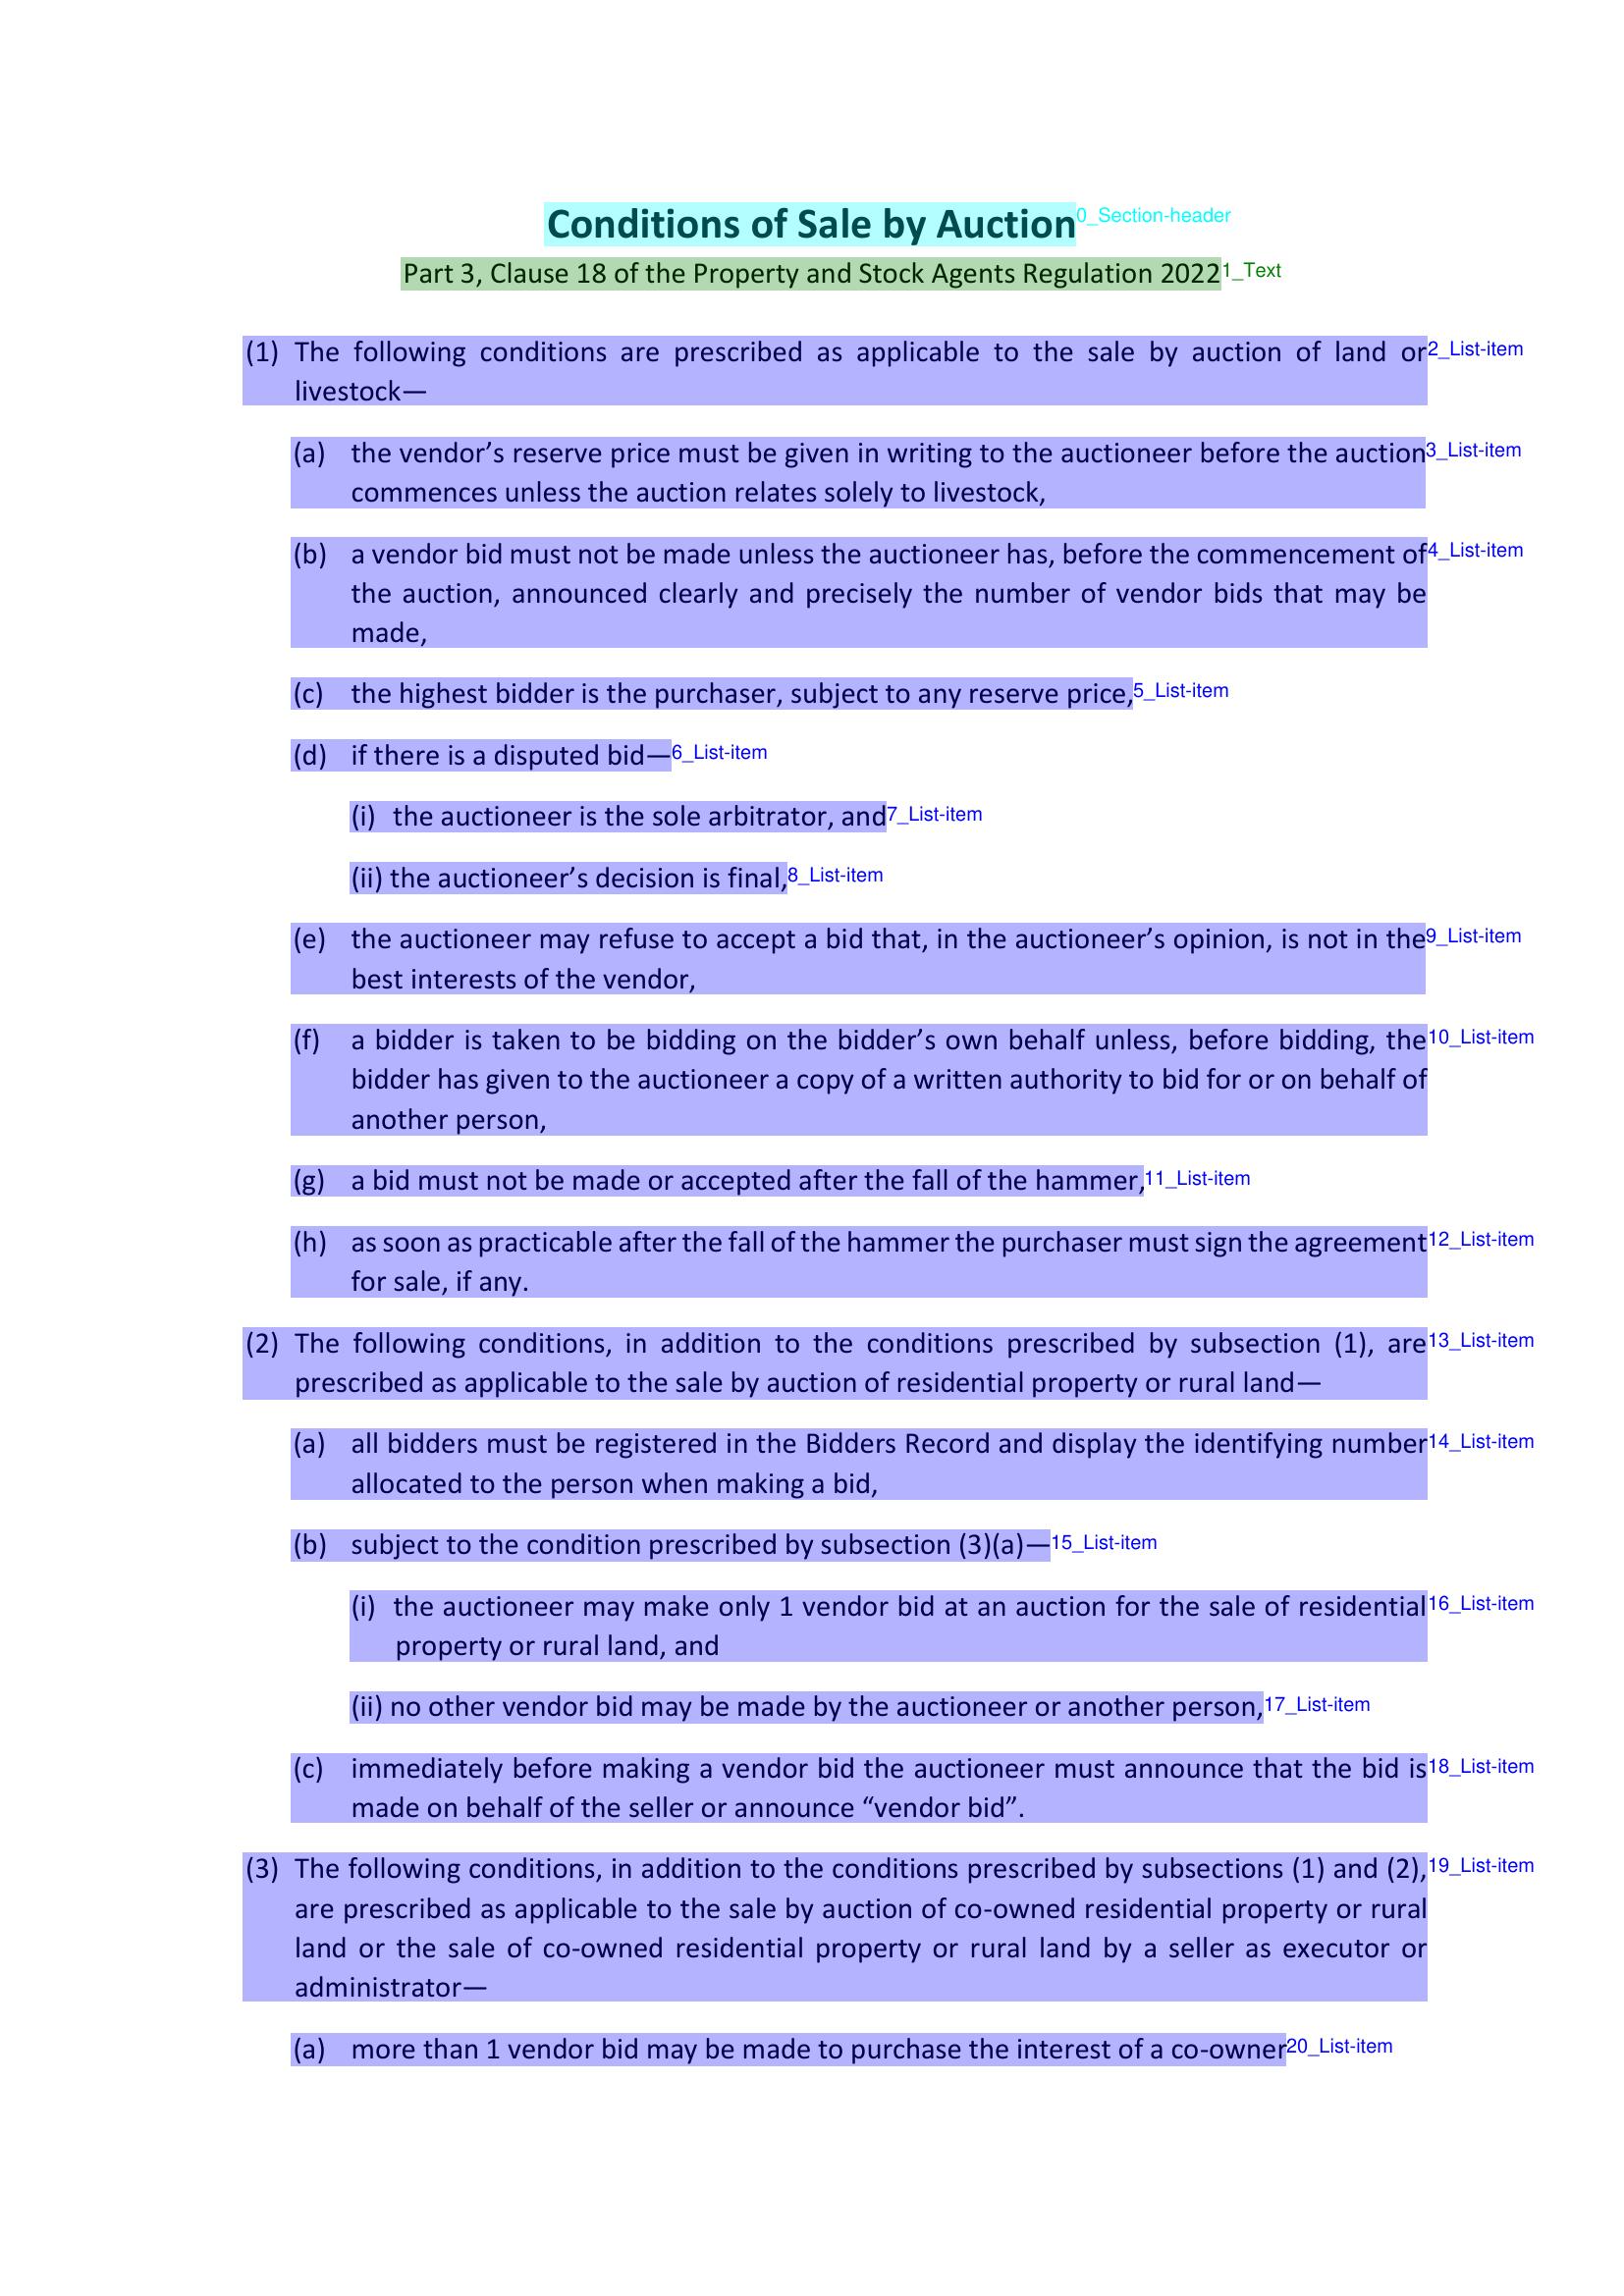 Conditions of Sale by Auction 0_Section-header
Part 3, Clause 18 of the Property and Stock Agents Regulation 2022 1_Text
(1) The following conditions are prescribed as applicable to the sale by auction of land or 2_List-item
livestock—
(a) the vendor’s reserve price must be given in writing to the auctioneer before the auction 3_List-item
commences unless the auction relates solely to livestock,
(b) a vendor bid must not be made unless the auctioneer has, before the commencement of 4_List-item
the auction, announced clearly and precisely the number of vendor bids that may be
made,
(c) the highest bidder is the purchaser, subject to any reserve price, 5_List-item
(d) if there is a disputed bid— 6_List-item
(i) the auctioneer is the sole arbitrator, and 7_List-item
(ii) the auctioneer’s decision is final, 8_List-item
(e) the auctioneer may refuse to accept a bid that, in the auctioneer’s opinion, is not in the 9_List-item
best interests of the vendor,
(f) a bidder is taken to be bidding on the bidder’s own behalf unless, before bidding, the 10_List-item
bidder has given to the auctioneer a copy of a written authority to bid for or on behalf of
another person,
(g) a bid must not be made or accepted after the fall of the hammer, 11_List-item
(h) as soon as practicable after the fall of the hammer the purchaser must sign the agreement 12_List-item
for sale, if any.
(2) The following conditions, in addition to the conditions prescribed by subsection (1), are 13_List-item
prescribed as applicable to the sale by auction of residential property or rural land—
(a) all bidders must be registered in the Bidders Record and display the identifying number 14_List-item
allocated to the person when making a bid,
(b) subject to the condition prescribed by subsection (3)(a)— 15_List-item
(i) the auctioneer may make only 1 vendor bid at an auction for the sale of residential 16_List-item
property or rural land, and
(ii) no other vendor bid may be made by the auctioneer or another person, 17_List-item
(c) immediately before making a vendor bid the auctioneer must announce that the bid is 18_List-item
made on behalf of the seller or announce “vendor bid”.
(3) The following conditions, in addition to the conditions prescribed by subsections (1) and (2), 19_List-item
are prescribed as applicable to the sale by auction of co-owned residential property or rural
land or the sale of co-owned residential property or rural land by a seller as executor or
administrator—
(a) more than 1 vendor bid may be made to purchase the interest of a co-owner 20_List-item